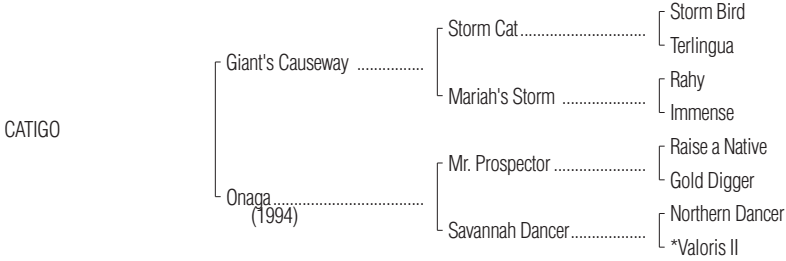 Storm Bird
Storm Cat..............................
Terlingua
Giant's Causeway ................
Rahy
Mariah's Storm ....................
Immense
CATIGO
Raise a Native
Mr. Prospector ......................
Gold Digger
Onaga....................................
(1994)
Northern Dancer
Savannah Dancer..................
*Valoris II